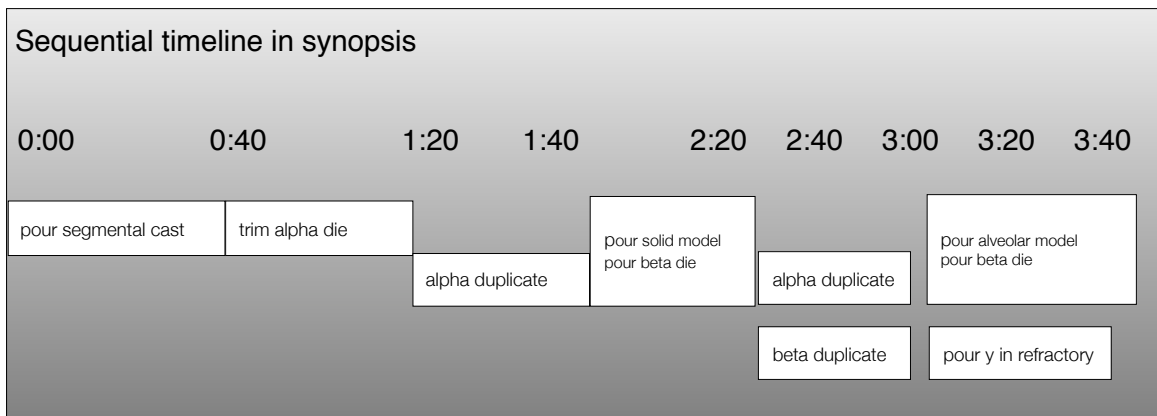 Sequential timeline in synopsis
0:00 0:40 1:20 1:40 2:20 2:40 3:00 3:20 3:40
pour segmental cast
trim alpha die
alpha duplicate
pour solid model
pour beta die
alpha duplicate
pour alveolar model
pour beta die
beta duplicate
pour y in refractory